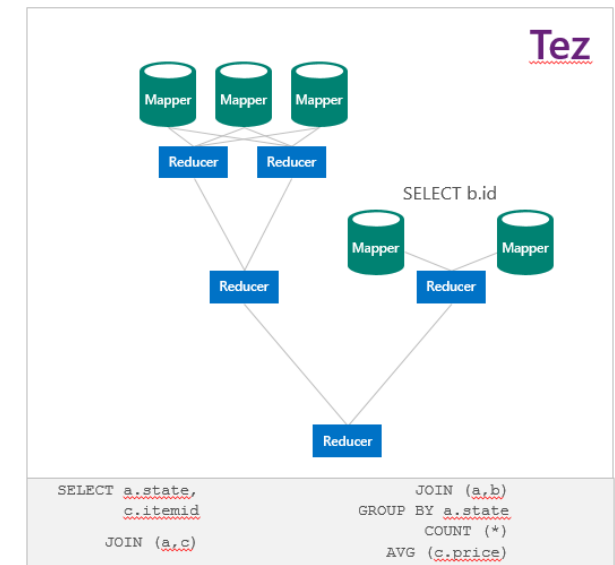 Tez
Mapper
Mapper
Mapper
Reducer
Reducer
SELECT b.id
Mapper
Mapper
Reducer
Reducer
Reducer
SELECT a.state,
c.itemid
JOIN (a,c)
JOIN (a,b)
GROUP BY a.state
COUNT (*)
AVG (c.price)